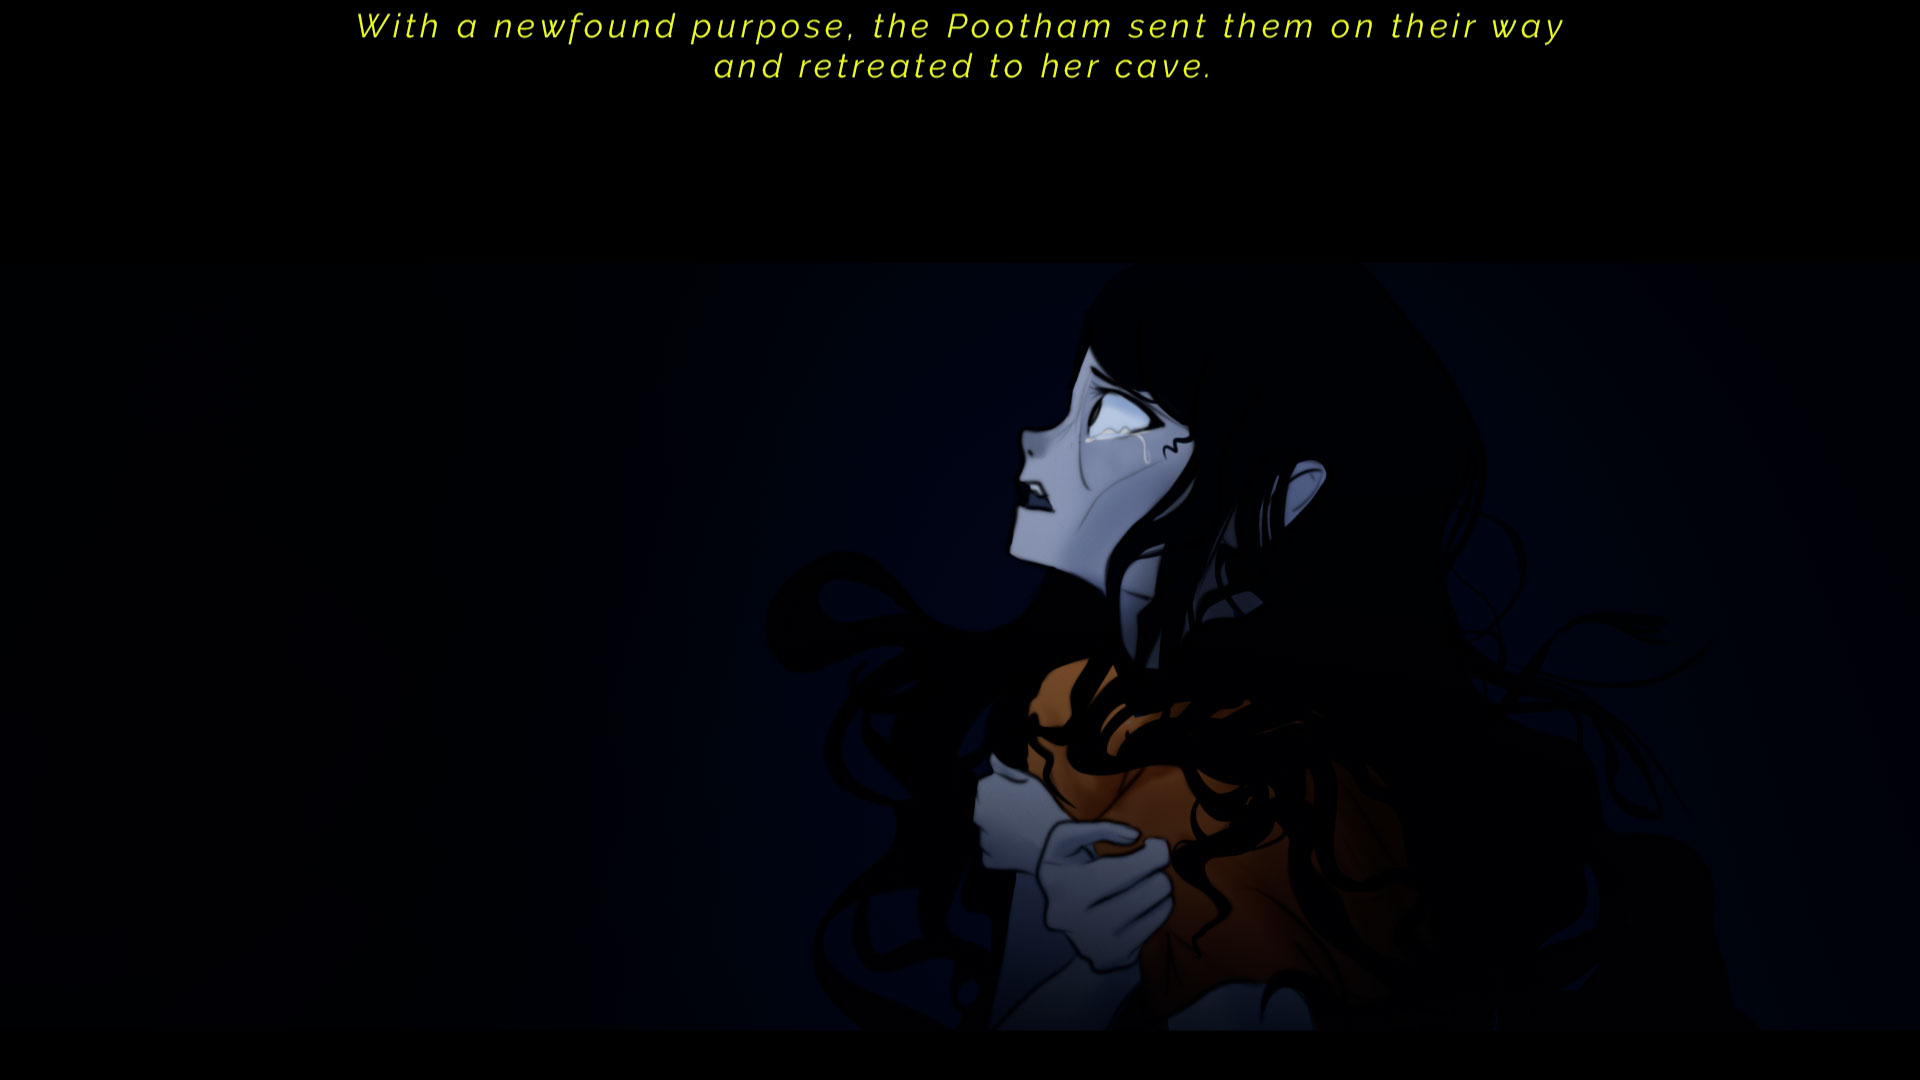 With a newfound purpose, the Pootham sent them on their way
and retreated to her cave.